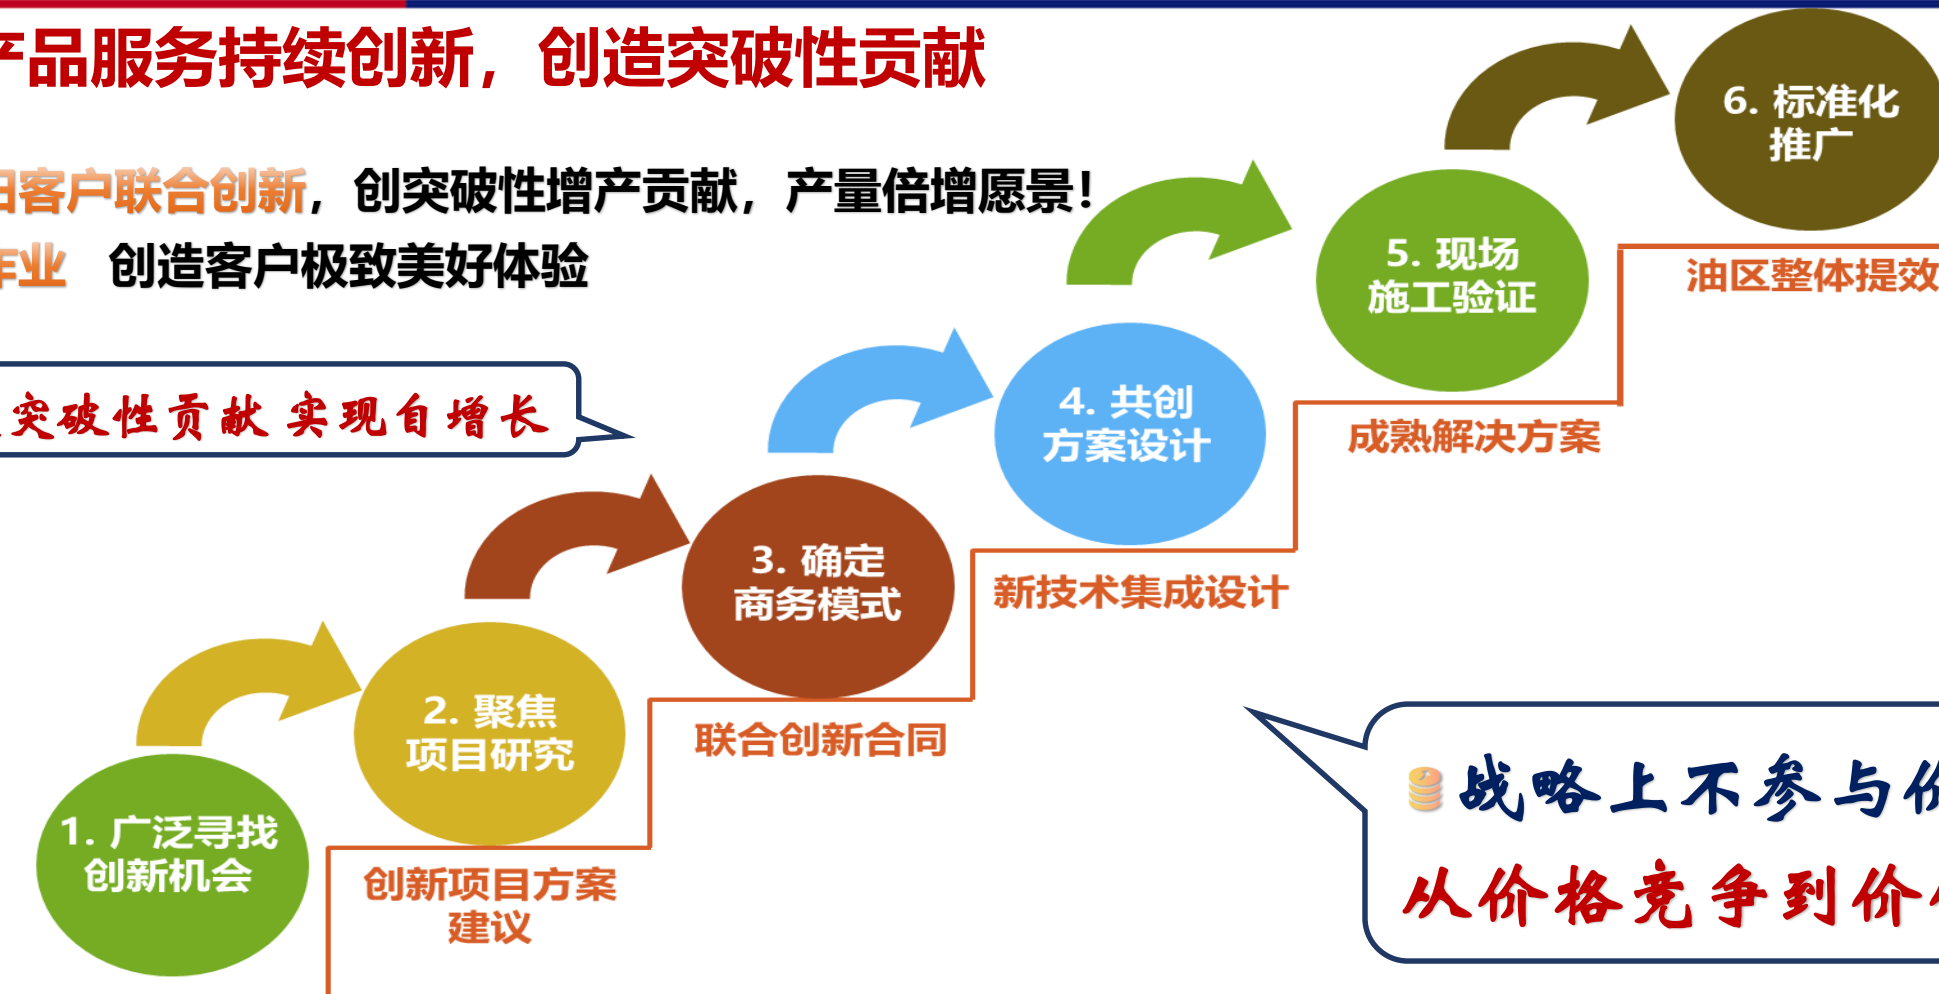 产品服务持续创新，创造突破性贡献
田客户联合创新，创突破性增产贡献，产量倍增愿景！
作业 创造客户极致美好体验
突破性贡献 实现自增长
6. 标准化
推广
油区整体提效
5. 现场
施工验证
成熟解决方案
4. 共创
方案设计
新技术集成设计
3. 确定
商务模式
联合创新合同
2. 聚焦
项目研究
创新项目方案
建议
1. 广泛寻找
创新机会
战略上不参与价
从价格竞争到价